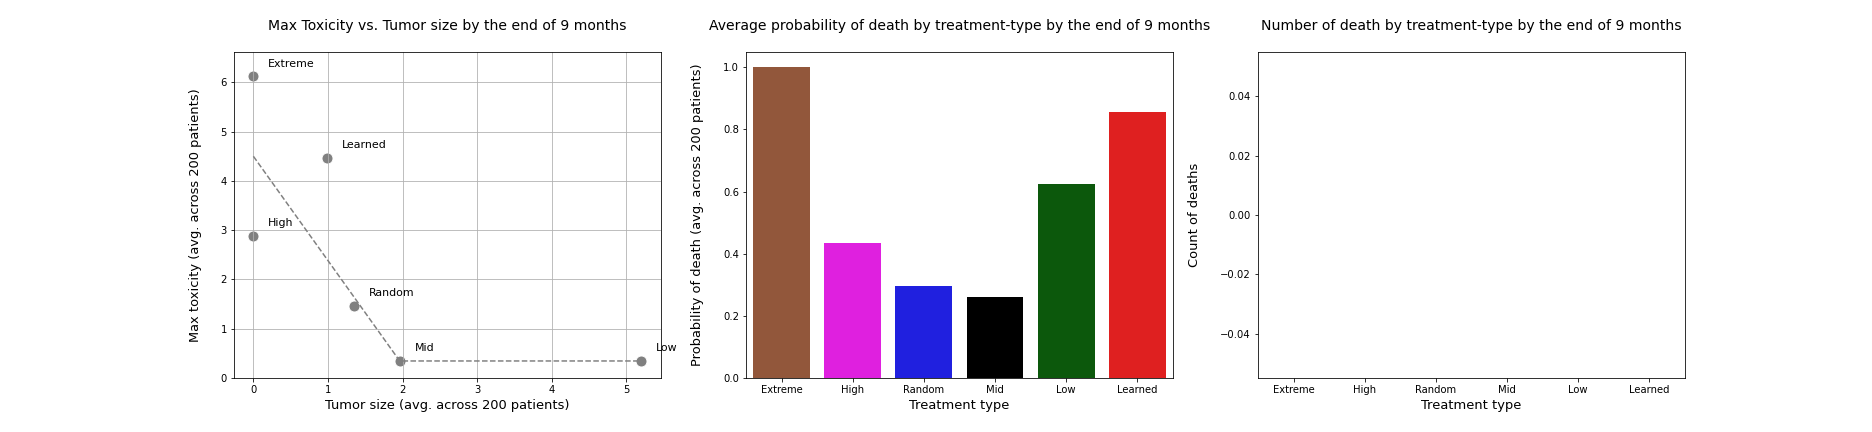 Max Toxicity vs. Tumor size by the end of 9 months
Max toxicity (avg. across 200 patients)
6
5
4
3
2
1
0
Extreme
Learned
High
Random
Mid
Low
0 1 2 3 4 5
Tumor size (avg. across 200 patients)
Average probability of death by treatment-type by the end of 9 months
Probability of death (avg. across 200 patients)
1.0
0.8
0.6
0.4
0.2
0.0
Extreme High Random Mid Low Learned
Treatment type
Number of death by treatment-type by the end of 9 months
Count of deaths
0.04
0.02
0.00
−0.02
−0.04
Extreme High Random Mid Low Learned
Treatment type